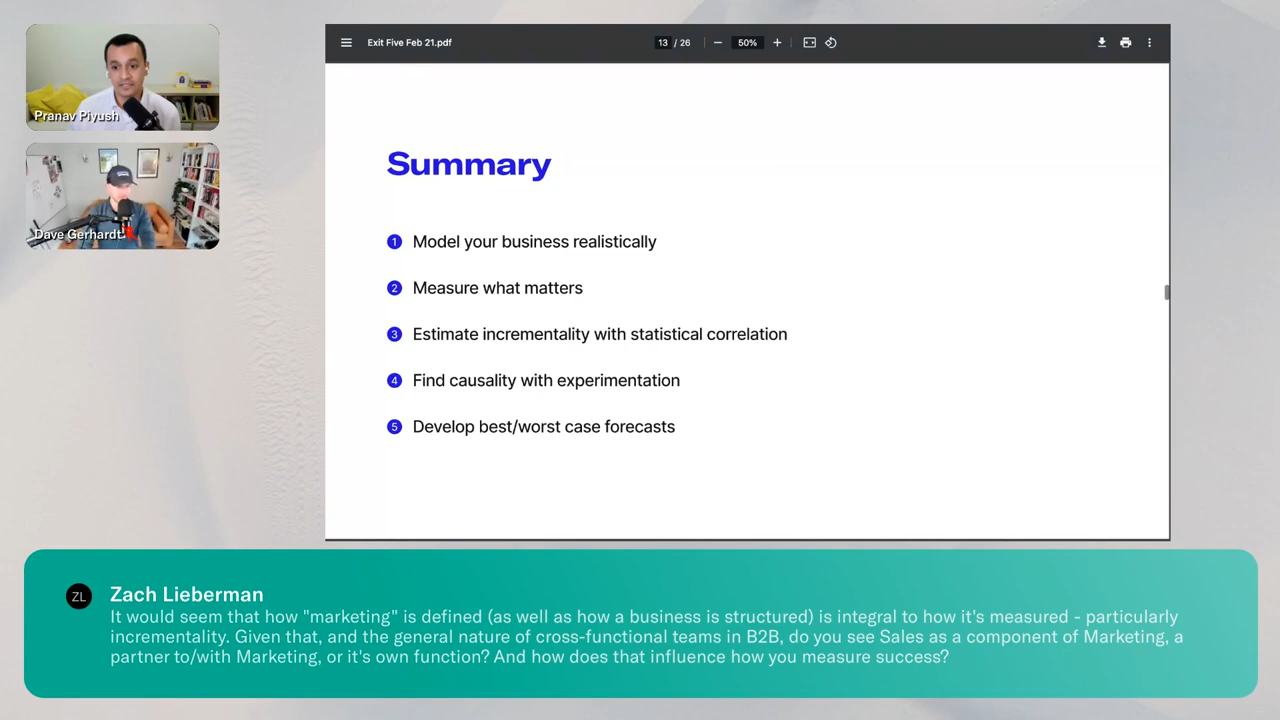 Pranav Piyush
Dave Gerhardt
Exit Five Feb 21.pdf
13 / 26
50%
Summary
1 Model your business realistically
2 Measure what matters
3 Estimate incrementality with statistical correlation
4 Find causality with experimentation
5 Develop best/worst case forecasts
ZL
Zach Lieberman
It would seem that how "marketing" is defined (as well as how a business is structured) is integral to how it's measured - particularly
incrementality. Given that, and the general nature of cross-functional teams in B2B, do you see Sales as a component of Marketing, a
partner to/with Marketing, or it's own function? And how does that influence how you measure success?